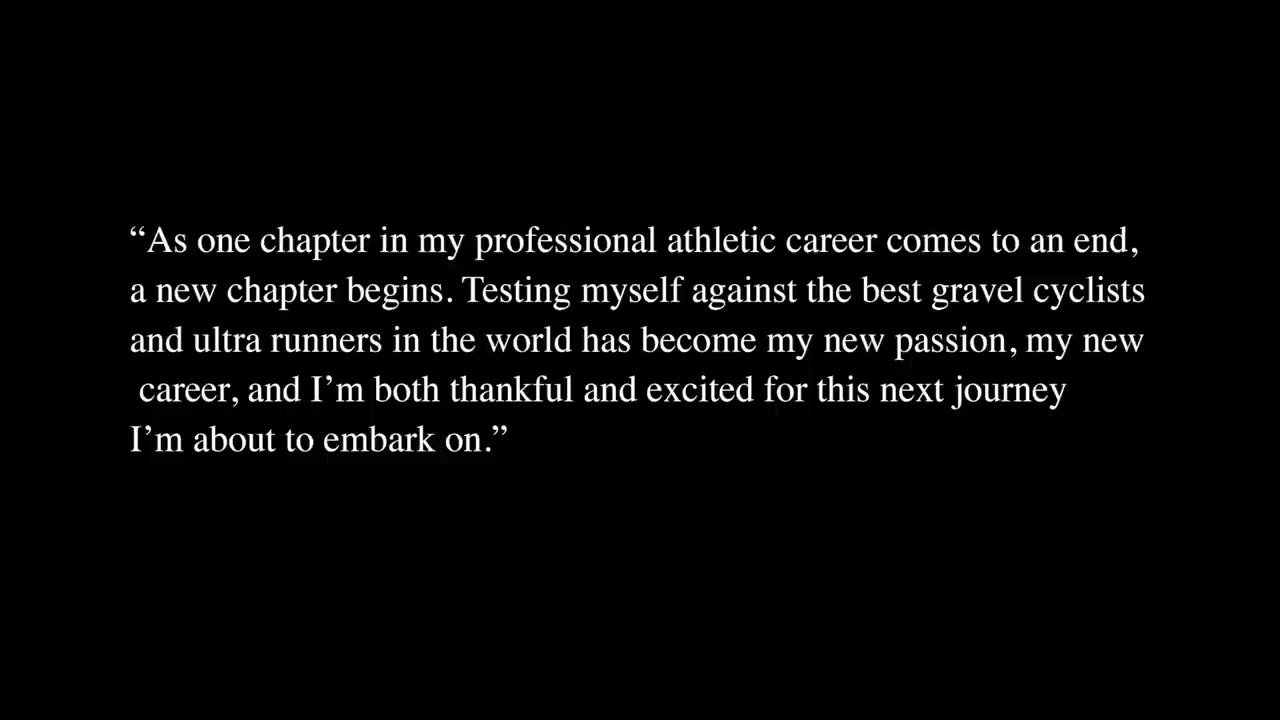 “As one chapter in my professional athletic career comes to an end,
a new chapter begins. Testing myself against the best gravel cyclists
and ultra runners in the world has become my new passion, my new
career, and I’m both thankful and excited for this next journey
I’m about to embark on.”